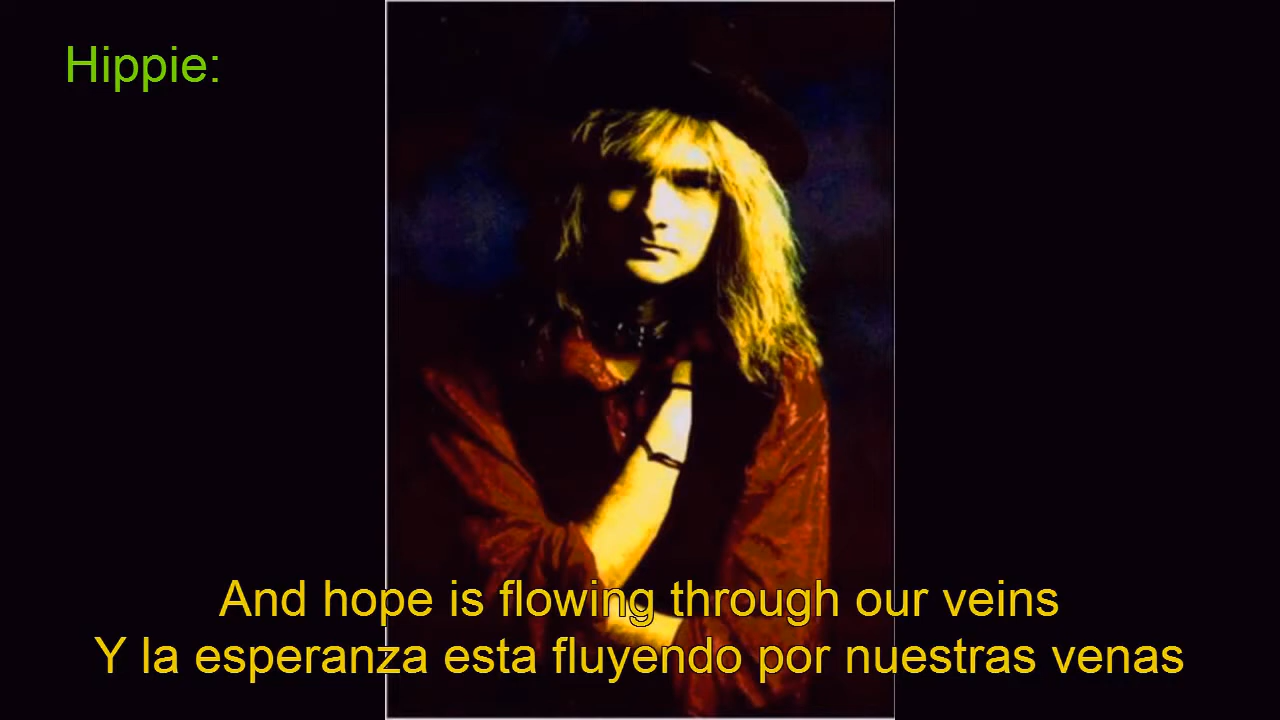 Hippie:
And hope is flowing through our veins
Y la esperanza esta fluyendo por nuestras venas